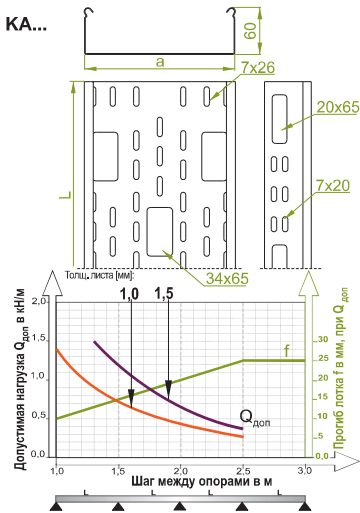 KA...
60
a
7x26
20x65
L
7x20
34x65
Толщ. листа [мм]:
1,0
1,5
Допустимая нагрузка Qдоп в кН/м
2,0
1,5
1,0
0,5
0,0
f
Qдоп
Прогиб лотка f в мм, при Q доп
25
20
15
10
.5
0,0
1,0
1,5
2,0
2,5
3,0
Шаг между опорами в м
L
L
L
L